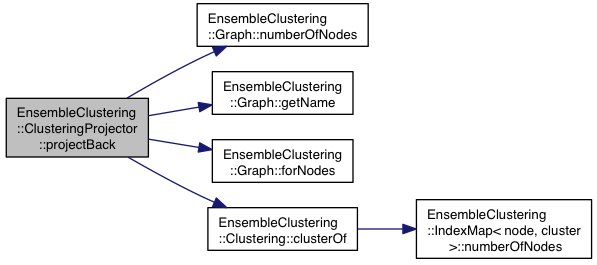 EnsembleClustering
::Graph::numberOfNodes
EnsembleClustering
::Graph::getName
EnsembleClustering
::ClusteringProjector
::projectBack
EnsembleClustering
::Graph::forNodes
EnsembleClustering
::Clustering::clusterOf
EnsembleClustering
::IndexMap< node, cluster
>::numberOfNodes